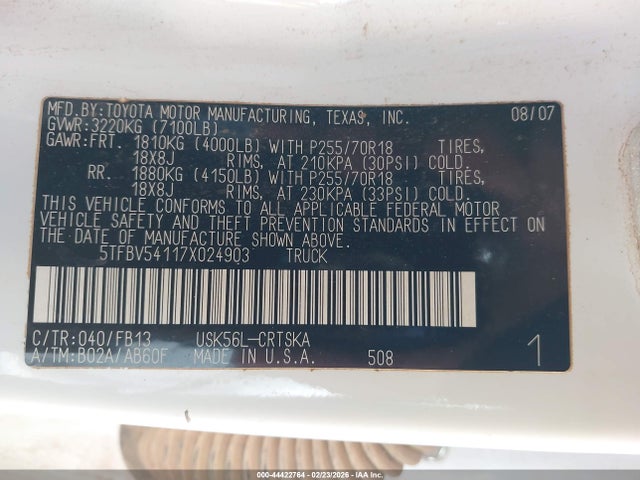 MFD.BY:TOYOTA MOTOR MANUFACTURING, TEXAS, INC. 08/07
GVWR:3220KG (7100LB)
GAWR:FRT. 1810KG (4000LB) WITH P255/70R18 TIRES,
18X8J RIMS, AT 210KPA (30PSI) COLD.
RR. 1880KG (4150LB) WITH P255/70R18 TIRES,
18X8J RIMS, AT 230KPA (33PSI) COLD.
THIS VEHICLE CONFORMS TO ALL APPLICABLE FEDERAL MOTOR
VEHICLE SAFETY AND THEFT PREVENTION STANDARDS IN EFFECT ON
THE DATE OF MANUFACTURE SHOWN ABOVE.
5TFBV54117X024903 TRUCK
C/TR:040/FB13 USK56L-CRTSKA
A/TM:B02A/AB60F MADE IN U.S.A. 508 1
000-44422764 - 02/23/2026 - IAA Inc.